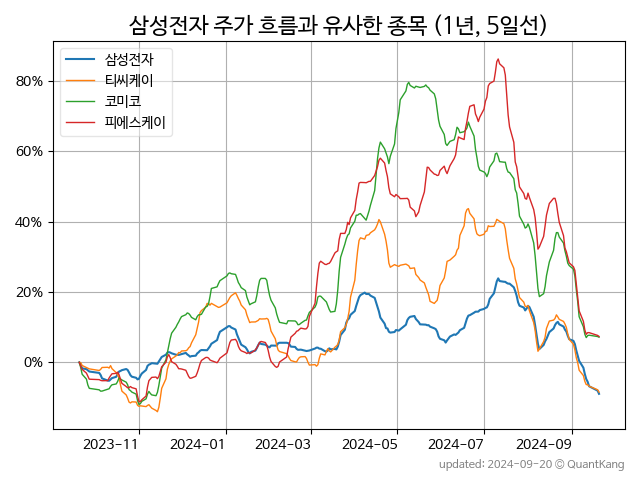 삼성전자 주가 흐름과 유사한 종목 (1년, 5일선)
삼성전자
티씨케이
코미코
피에스케이
80%
60%
40%
20%
0%
2023-11 2024-01 2024-03 2024-05 2024-07 2024-09
updated: 2024-09-20 @ QuantKang